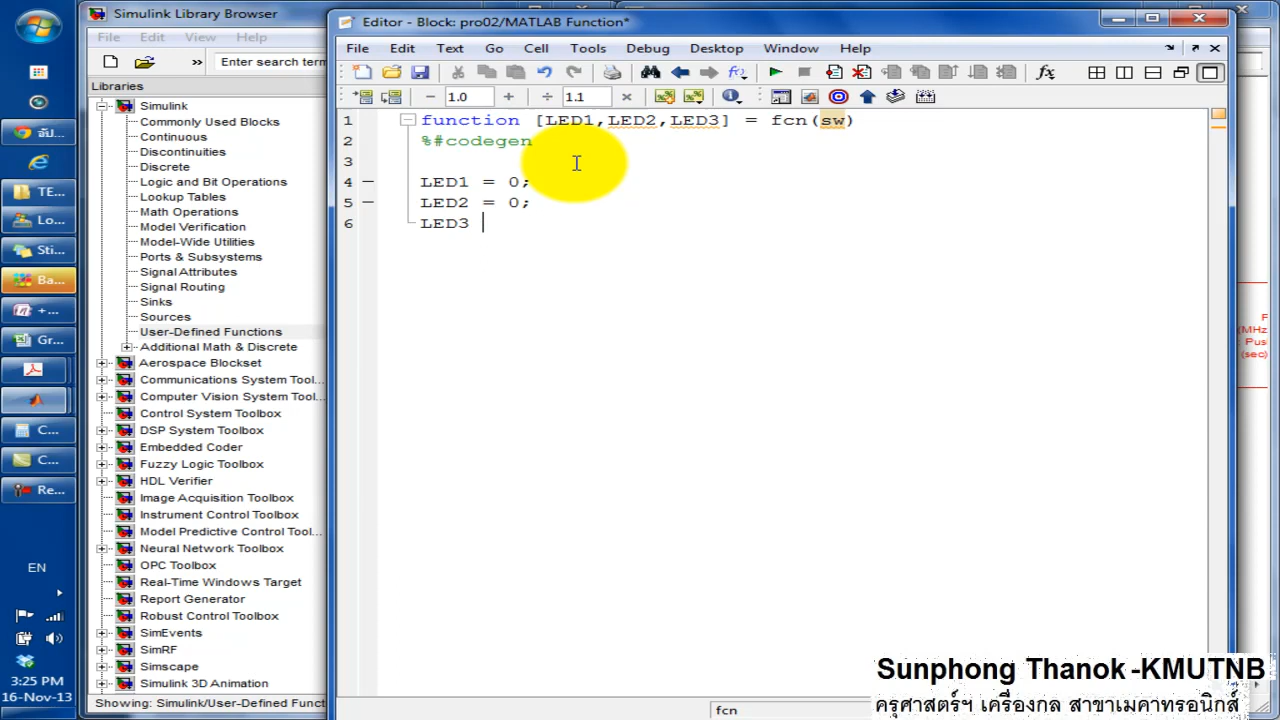 Simulink Library Browser
File Edit View Help
» Enter search term
Libraries
Simulink
Commonly Used Blocks
Continuous
Discontinuities
Discrete
Logic and Bit Operations
Lookup Tables
Math Operations
Model Verification
Model-Wide Utilities
Ports & Subsystems
Signal Attributes
Signal Routing
Sinks
Sources
User-Defined Functions
Additional Math & Discrete
Aerospace Blockset
Communications System Tool...
Computer Vision System Tool...
Control System Toolbox
DSP System Toolbox
Embedded Coder
Fuzzy Logic Toolbox
HDL Verifier
Image Acquisition Toolbox
Instrument Control Toolbox
Model Predictive Control Tool...
Neural Network Toolbox
OPC Toolbox
Real-Time Windows Target
Report Generator
Robust Control Toolbox
SimEvents
SimRF
Simscape
Simulink 3D Animation
Showing: Simulink/User-Defined Funct
Editor - Block: pro02/MATLAB Function*
File Edit Text Go Cell Tools Debug Desktop Window Help
− 1.0 + ÷ 1.1 ×
1 function [LED1,LED2,LED3] = fcn(sw)
2 %#codegen
3
4 LED1 = 0;
5 LED2 = 0;
6 LED3
fcn
F
(MHz
: Pus
(sec)
TE...
Lo...
Sti...
Ba...
+...
Gr...
C...
C...
Re...
EN
3:25 PM
16-Nov-13
Sunphong Thanok -KMUTNB
ครุศาสตร์ฯ เครื่องกล สาขาเมคาทรอนิกส์